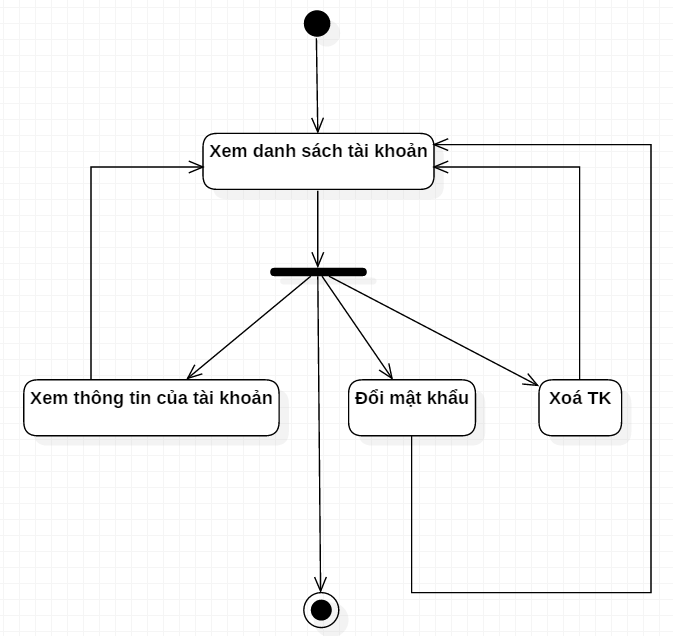 Xem danh sách tài khoản
Xem thông tin của tài khoản
Đổi mật khẩu
Xoá TK